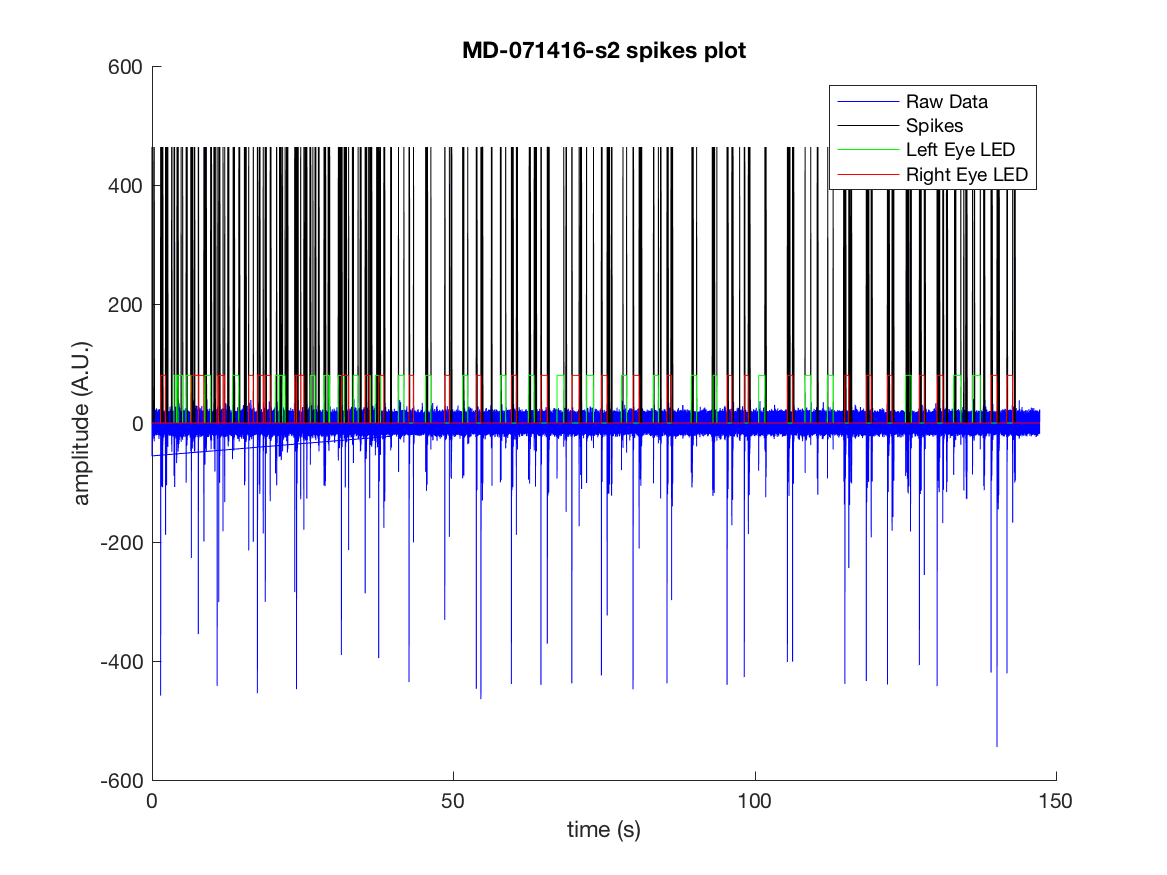 MD-071416-s2 spikes plot
600
400
200
0
-200
-400
-600
amplitude (A.U.)
Raw Data
Spikes
Left Eye LED
Right Eye LED
0
50
100
150
time (s)